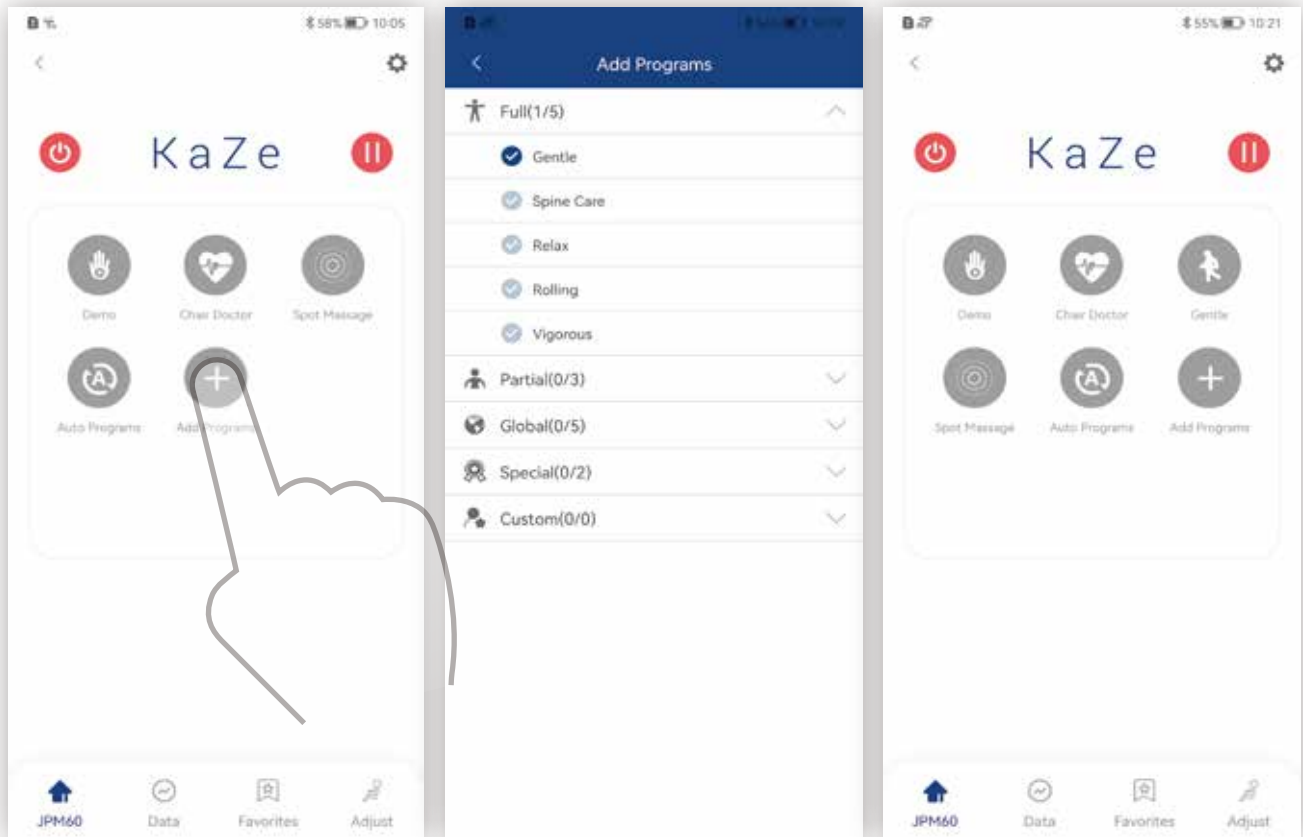 58% 10:05
KaZe
Demo Chair Doctor Spot Massage
A
Auto Programs Add Programs
JPM60 Data Favorites Adjust
Add Programs
Full(1/5)
Gentle
Spine Care
Relax
Rolling
Vigorous
Partial(0/3)
Global(0/5)
Special(0/2)
Custom(0/0)
55% 10:21
KaZe
Demo Chair Doctor Gentle
A
Spot Massage Auto Programs Add Programs
JPM60 Data Favorites Adjust